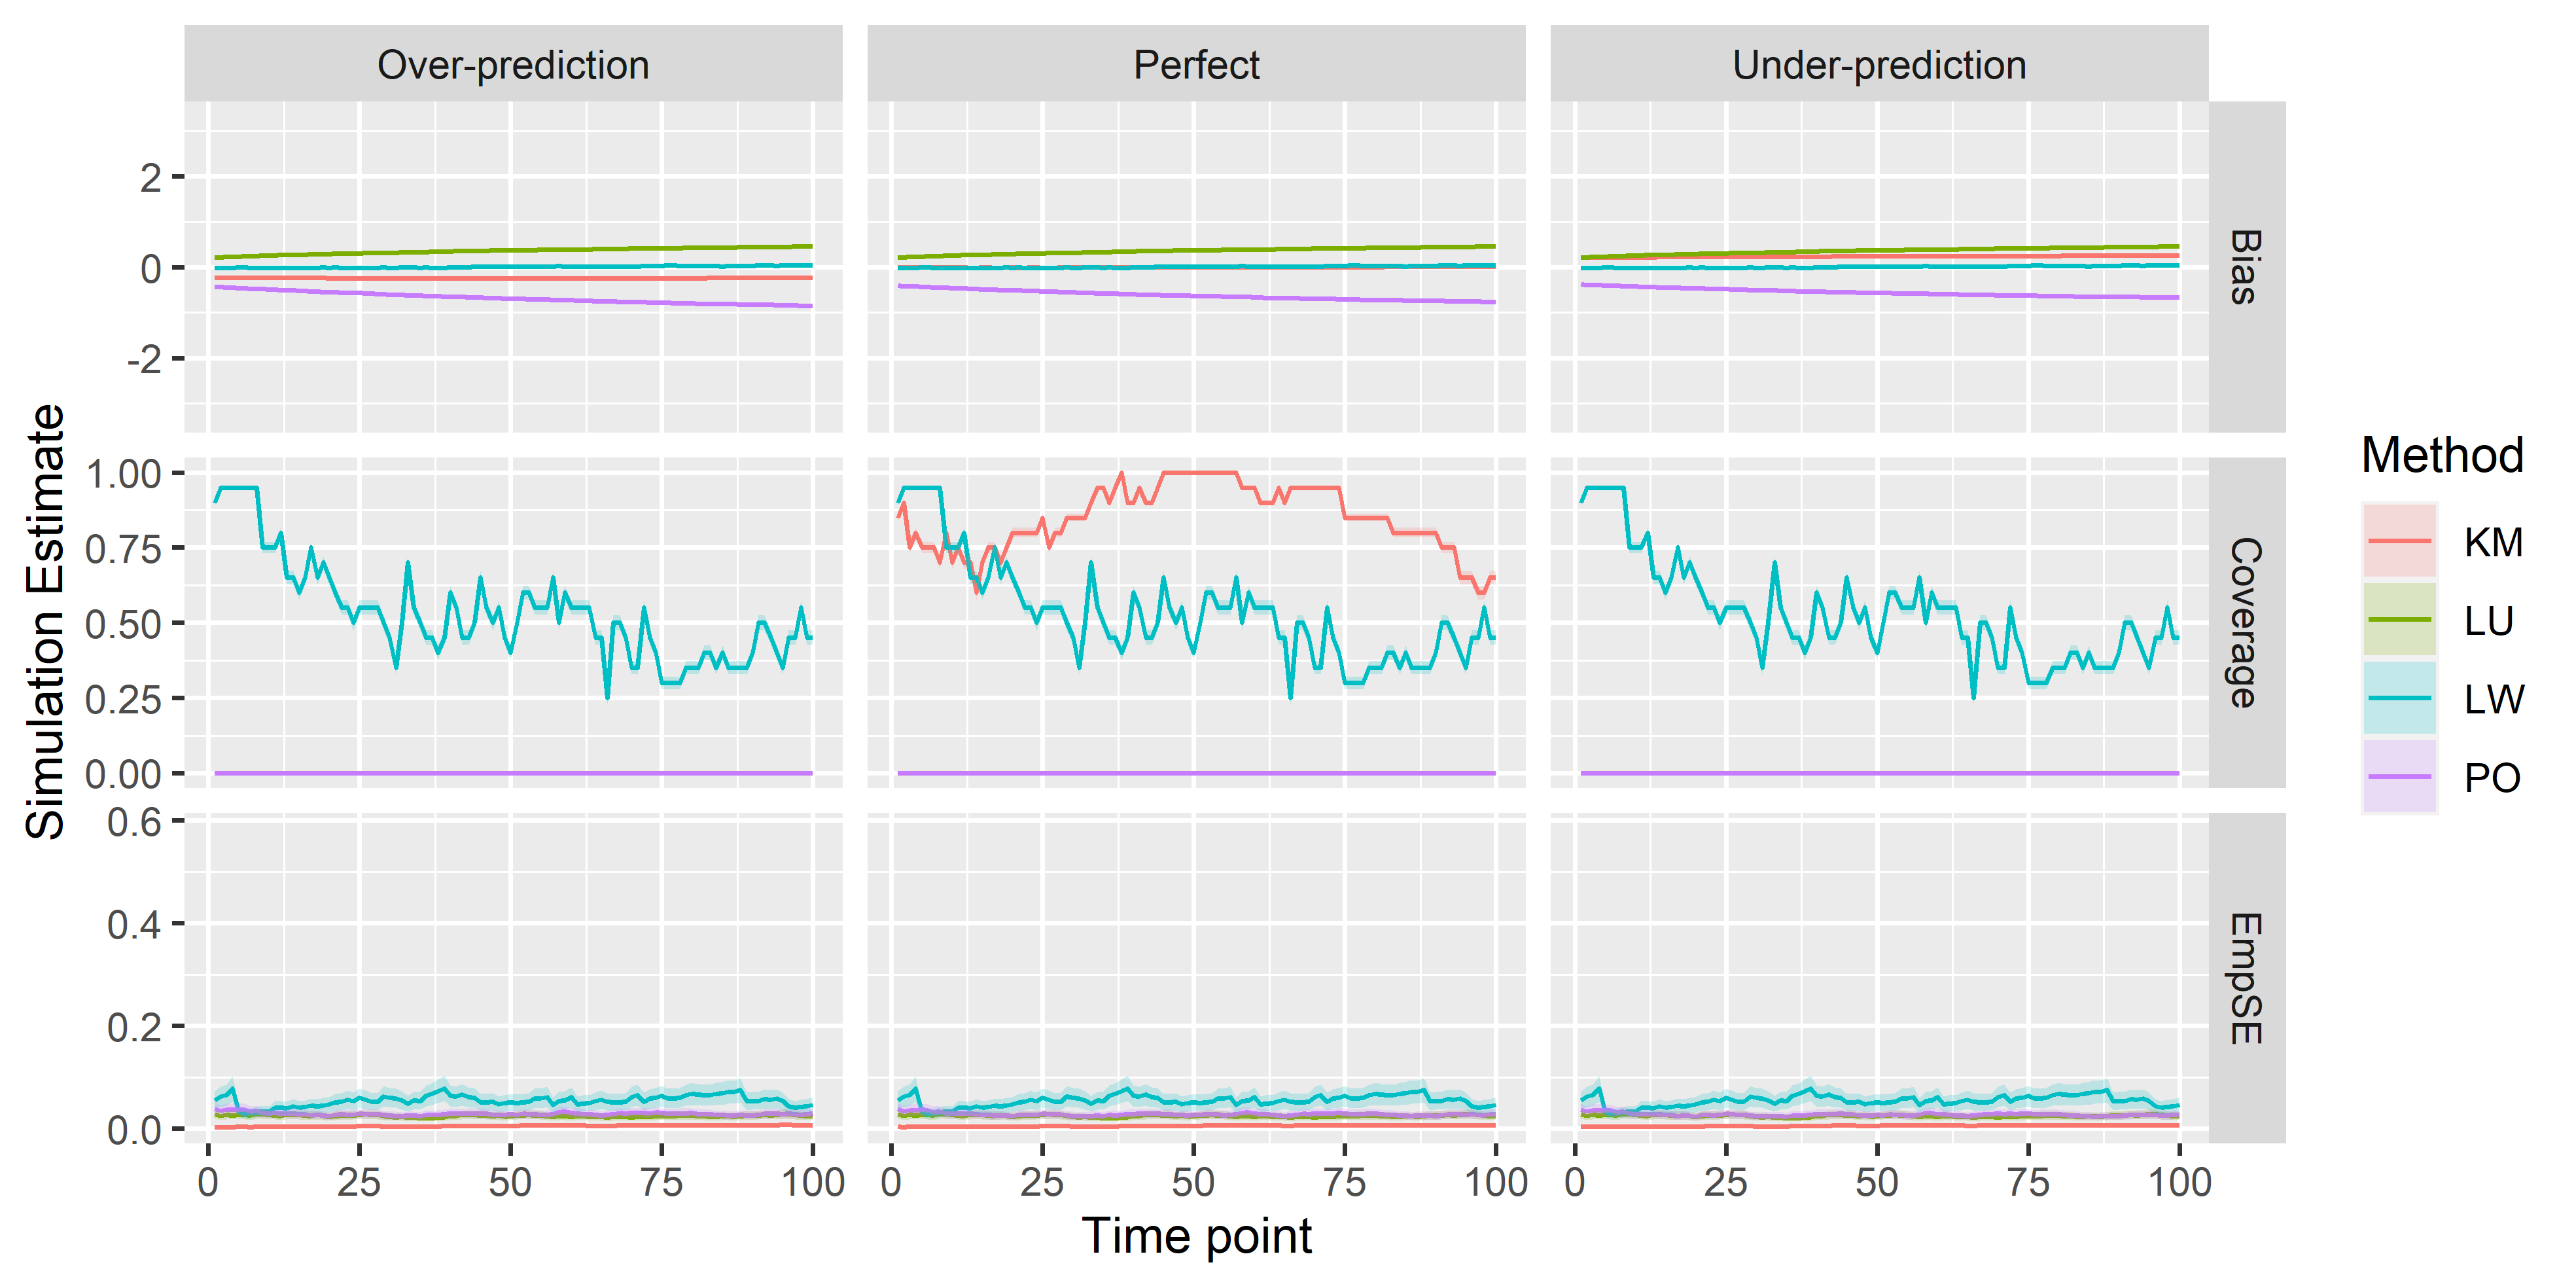 Over-prediction
Perfect
Under-prediction
Simulation Estimate
2
0
-2
Bias
1.00
0.75
0.50
0.25
0.00
Coverage
0.6
0.4
0.2
0.0
EmpSE
0 25 50 75 100
0 25 50 75 100
0 25 50 75 100
Time point
Method
KM
LU
LW
PO